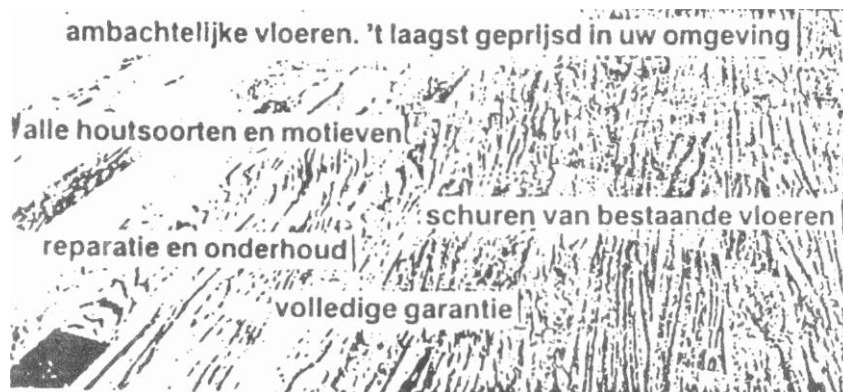 ambachtelijke vloeren. 't laagst geprijsd in uw omgeving
alle houtsoorten en motieven
schuren van bestaande vloeren
reparatie en onderhoud
volledige garantie